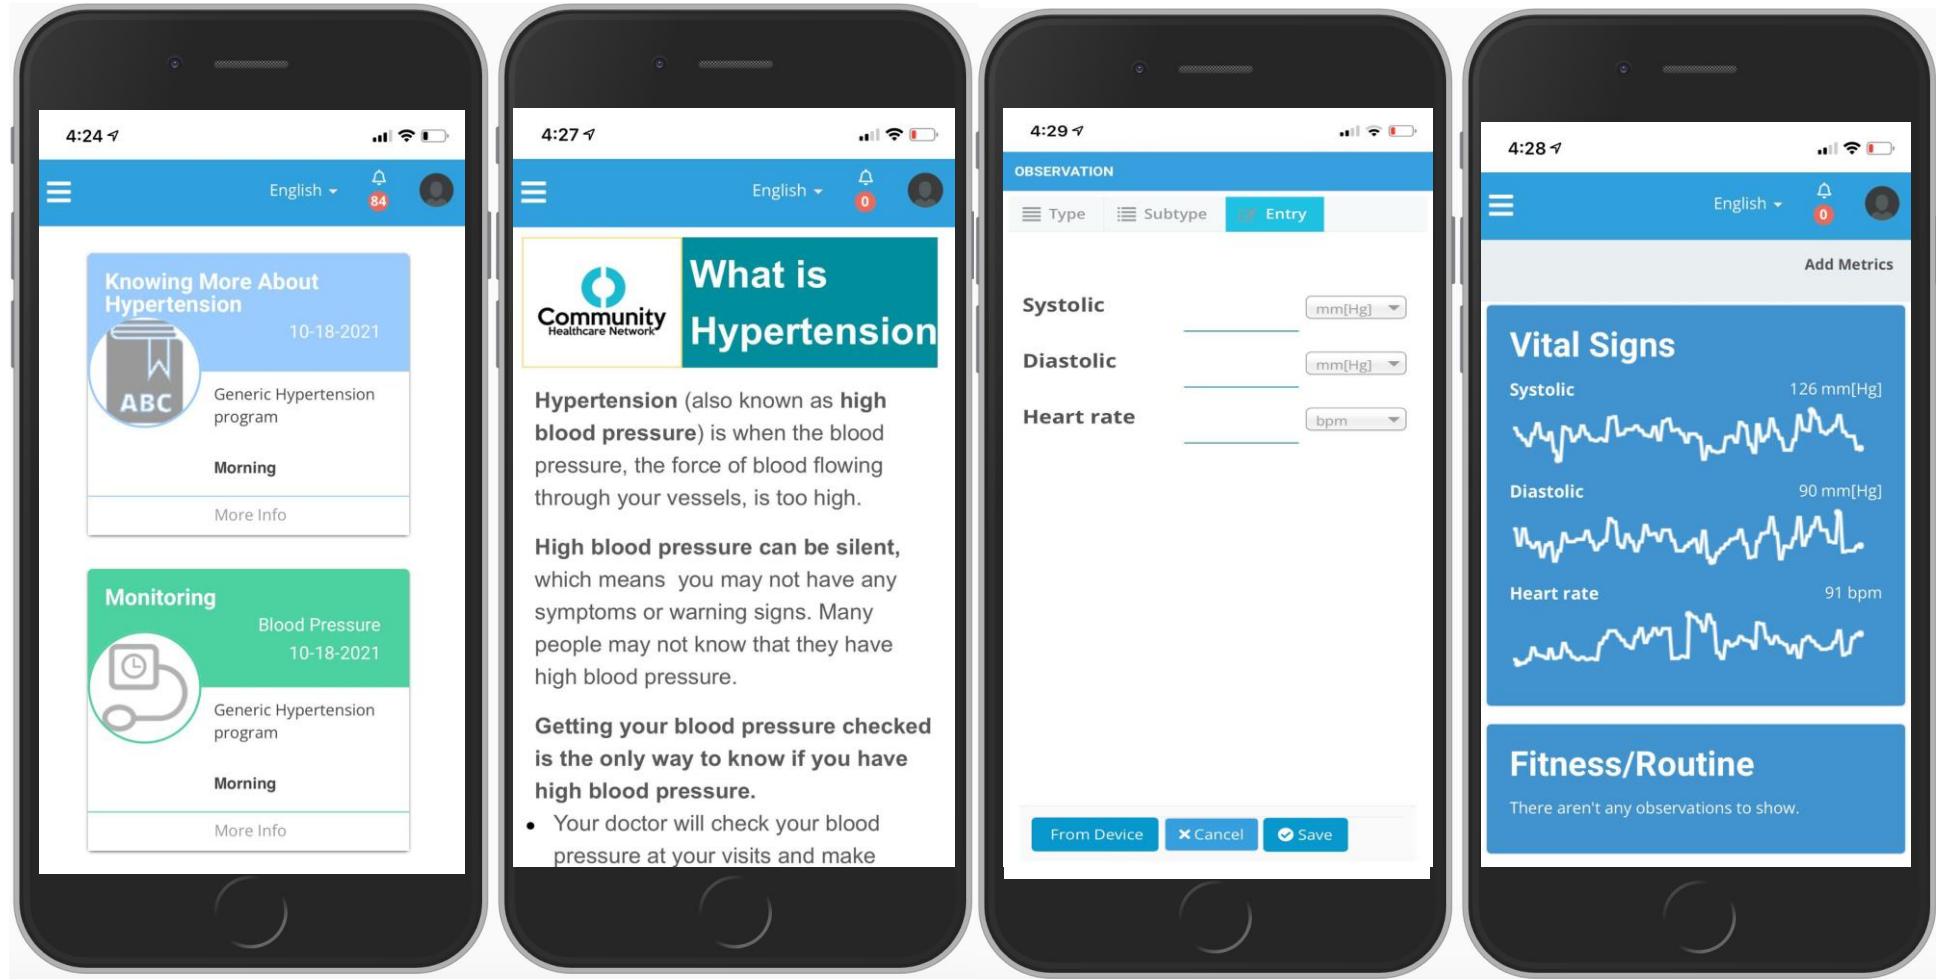 4:24
English
84
Knowing More About
Hypertension
10-18-2021
ABC
Generic Hypertension
program
Morning
More Info
Monitoring
Blood Pressure
10-18-2021
Generic Hypertension
program
Morning
More Info
4:27
English
0
Community
Healthcare Network
What is
Hypertension
Hypertension (also known as high
blood pressure) is when the blood
pressure, the force of blood flowing
through your vessels, is too high.
High blood pressure can be silent,
which means you may not have any
symptoms or warning signs. Many
people may not know that they have
high blood pressure.
Getting your blood pressure checked
is the only way to know if you have
high blood pressure.
• Your doctor will check your blood
pressure at your visits and make
4:29
OBSERVATION
Type Subtype Entry
Systolic mm[Hg]
Diastolic mm[Hg]
Heart rate bpm
From Device Cancel Save
4:28
English
0
Add Metrics
Vital Signs
Systolic 126 mm[Hg]
Diastolic 90 mm[Hg]
Heart rate 91 bpm
Fitness/Routine
There aren't any observations to show.